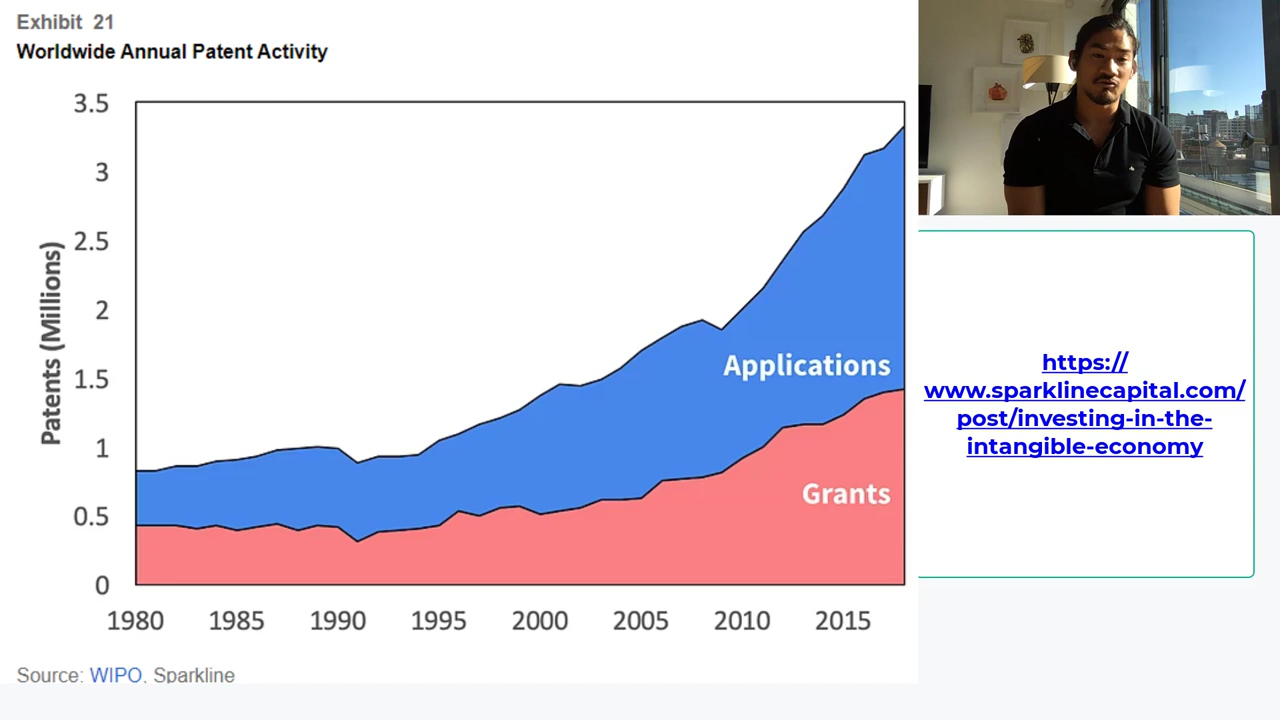 Exhibit 21
Worldwide Annual Patent Activity
3.5
3
2.5
2
1.5
1
0.5
0
Patents (Millions)
Applications
Grants
1980 1985 1990 1995 2000 2005 2010 2015
Source: WIPO, Sparkline
https://
www.sparklinecapital.com/
post/investing-in-the-
intangible-economy